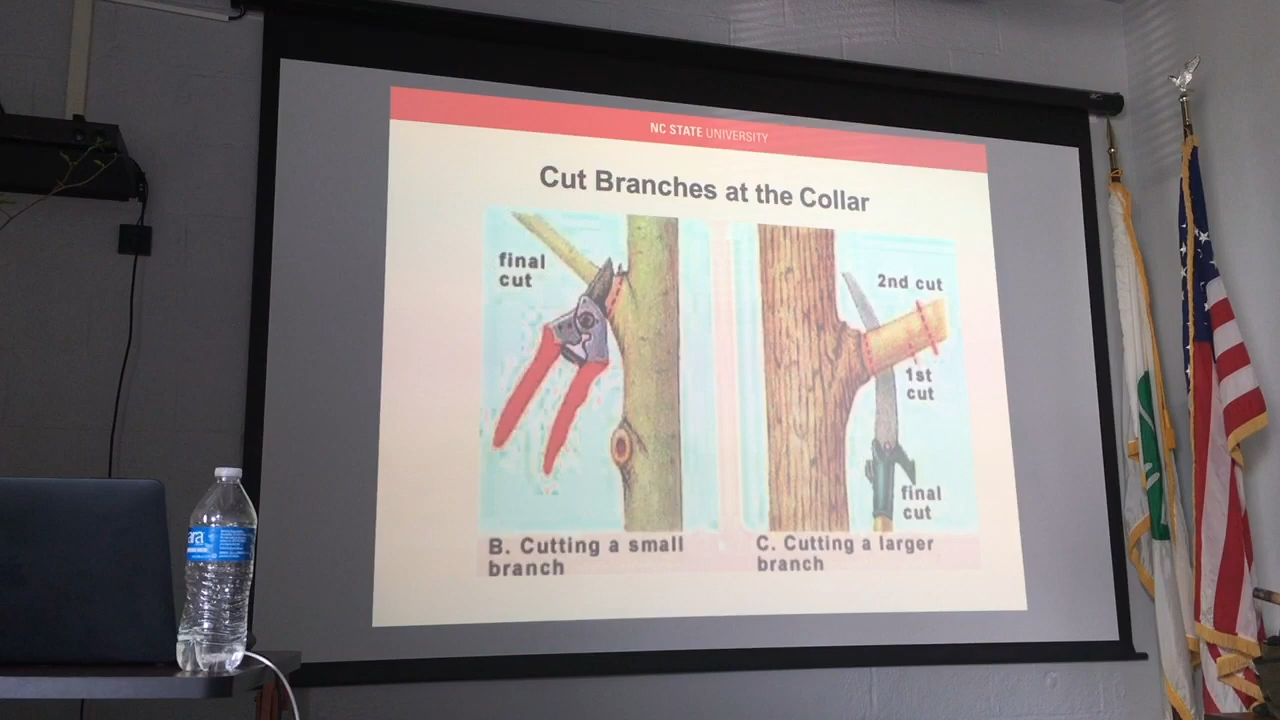 NC STATE UNIVERSITY
Cut Branches at the Collar
final
cut
2nd cut
1st
cut
final
cut
B. Cutting a small
branch
C. Cutting a larger
branch
ara